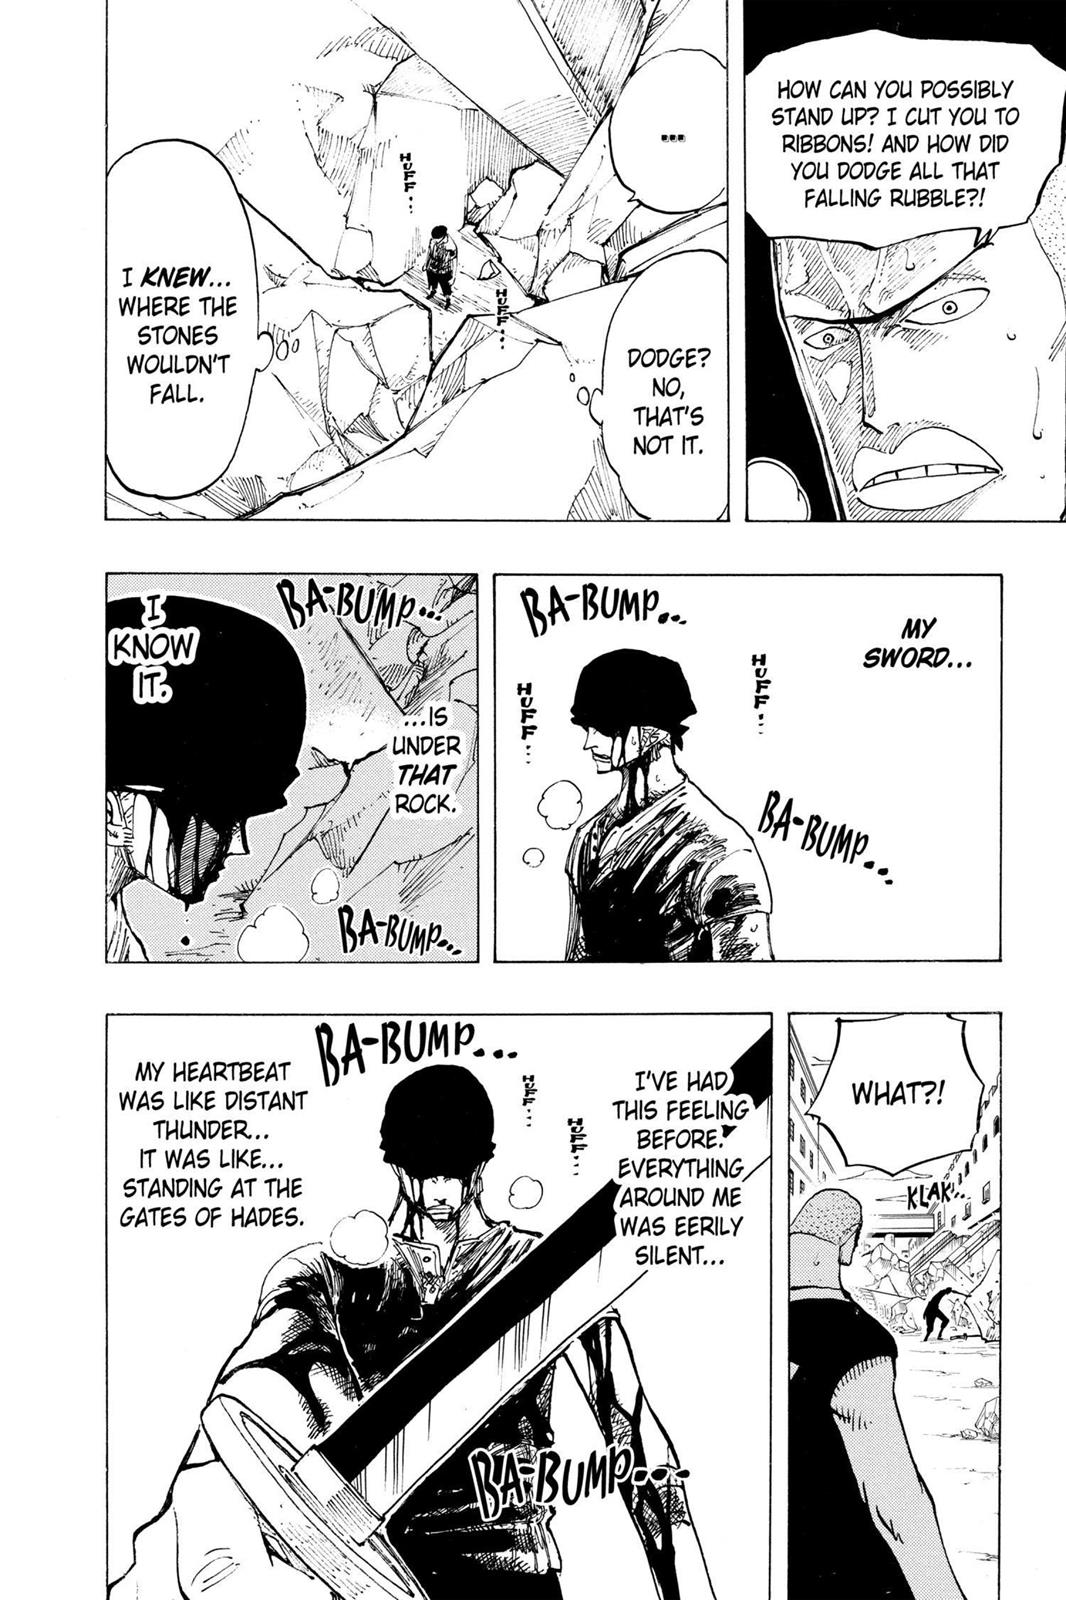 HOW CAN YOU POSSIBLY
STAND UP? I CUT YOU TO
RIBBONS! AND HOW DID
YOU DODGE ALL THAT
FALLING RUBBLE?!
...
HUFF...
HUFF...
DODGE?
NO,
THAT'S
NOT IT.
I KNEW...
WHERE THE
STONES
WOULDN'T
FALL.
MY
SWORD...
BA-BUMP...
HUFF...
HUFF...
BA-BUMP...
BA-BUMP...
...IS
UNDER
THAT
ROCK.
I
KNOW
IT.
BA-BUMP...
WHAT?!
KLAK...
I'VE HAD
THIS FEELING
BEFORE.
EVERYTHING
AROUND ME
WAS EERILY
SILENT...
BA-BUMP...
HUFF...
HUFF...
MY HEARTBEAT
WAS LIKE DISTANT
THUNDER...
IT WAS LIKE...
STANDING AT THE
GATES OF HADES.
BA-BUMP...